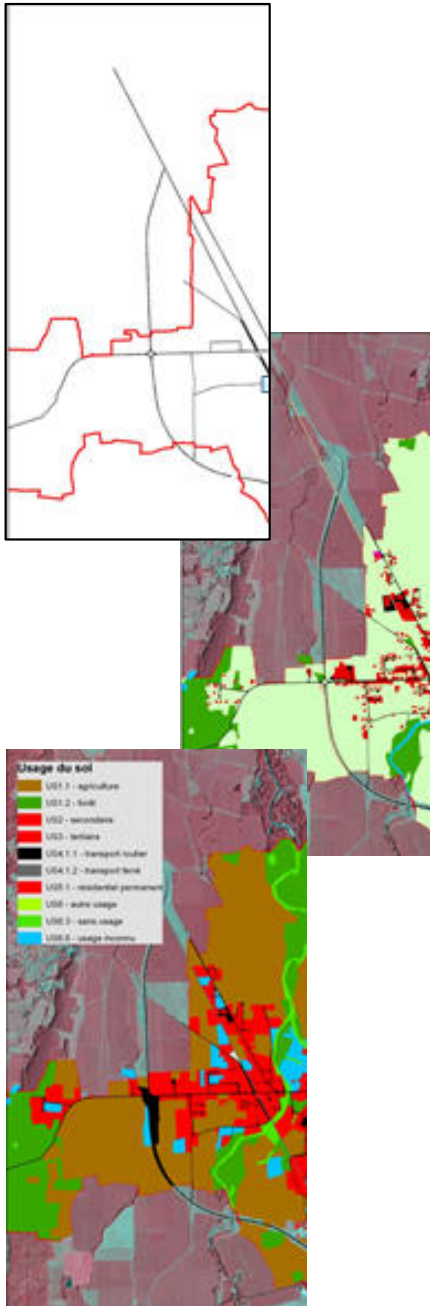 Usage du sol
US1.1 - agriculture
US1.2 - forêt
US2 - secondaire
US3 - tertiaire
US4.1.1 - transport routier
US4.1.2 - transport ferré
US5.1 - résidentiel permanent
US6 - autre usage
US6.3 - sans usage
US6.6 - usage inconnu